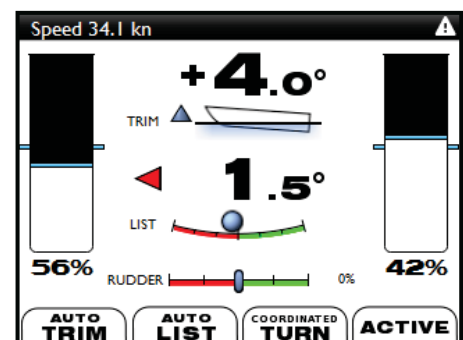 Speed 34.1 kn
+4.0°
TRIM
1.5°
LIST
56%
42%
RUDDER
0%
AUTO
TRIM
AUTO
LIST
COORDINATED
TURN
ACTIVE